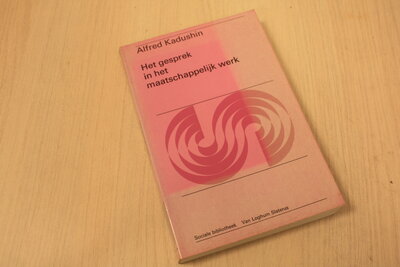 Alfred Kadushin
Het gesprek
in het
maatschappelijk werk
Sociale bibliotheek Van Loghum Slaterus